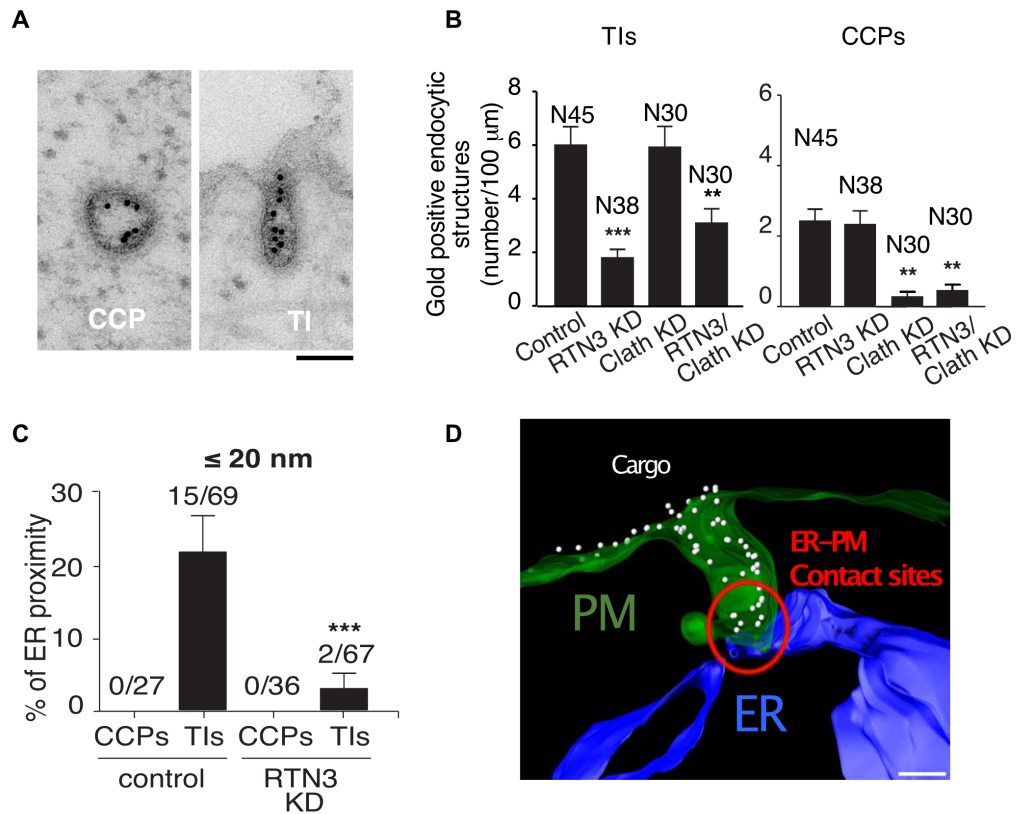 A
CCP
TI
B
TIs
CCPs
Gold positive endocytic
structures
(number/100 μm)
8
6
4
2
0
N45
N38
***
N30
N30
**
Control
RTN3 KD
Clath KD
RTN3/
Clath KD
6
4
2
0
N45
N38
N30
**
N30
**
Control
RTN3 KD
Clath KD
RTN3/
Clath KD
C
≤ 20 nm
% of ER proximity
30
20
10
0
0/27
15/69
0/36
***
2/67
CCPs TIs CCPs TIs
control
RTN3
KD
D
Cargo
ER–PM
Contact sites
PM
ER